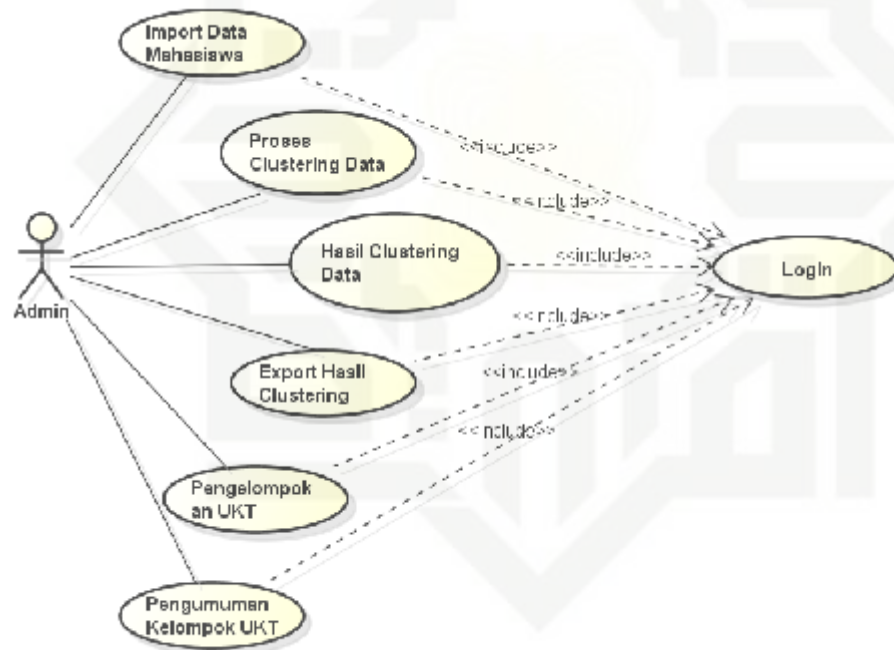 Import Data
Mahasiswa
Proses
Clustering Data
<<include>>
<<include>>
Hasil Clustering
Data
<<include>>
LogIn
Admin
<<include>>
Export Hasil
Clustering
<<include>>
<<include>>
Pengelompok
an UKT
Pengumuman
Kelompok UKT